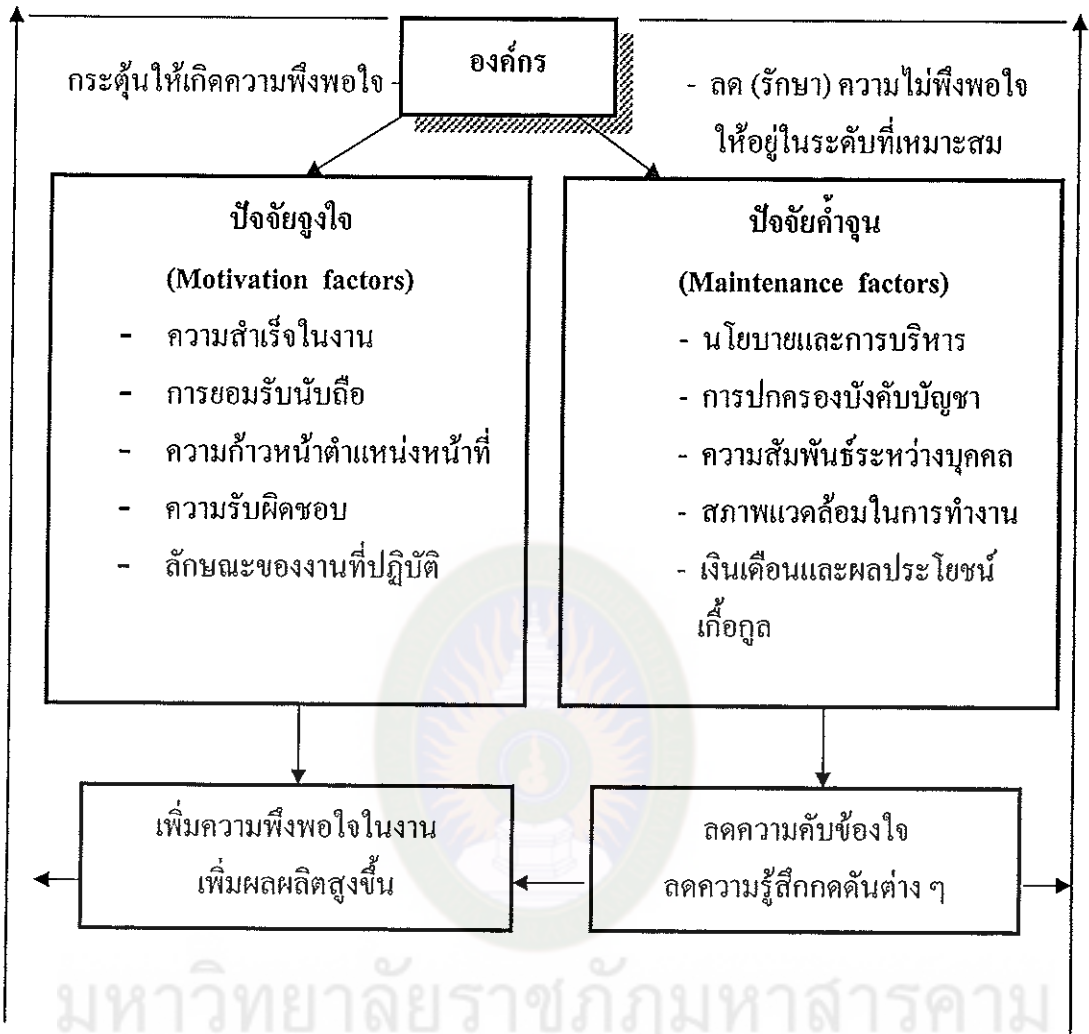 องค์กร
กระตุ้นให้เกิดความพึงพอใจ -
- ลด (รักษา) ความไม่พึงพอใจ
ให้อยู่ในระดับที่เหมาะสม
ปัจจัยจูงใจ
(Motivation factors)
- ความสำเร็จในงาน
- การยอมรับนับถือ
- ความก้าวหน้าตำแหน่งหน้าที่
- ความรับผิดชอบ
- ลักษณะของงานที่ปฏิบัติ
ปัจจัยค้ำจุน
(Maintenance factors)
- นโยบายและการบริหาร
- การปกครองบังคับบัญชา
- ความสัมพันธ์ระหว่างบุคคล
- สภาพแวดล้อมในการทำงาน
- เงินเดือนและผลประโยชน์
เกื้อกูล
เพิ่มความพึงพอใจในงาน
เพิ่มผลผลิตสูงขึ้น
ลดความคับข้องใจ
ลดความรู้สึกกดดันต่าง ๆ
มหาวิทยาลัยราชภัฏมหาสารคาม